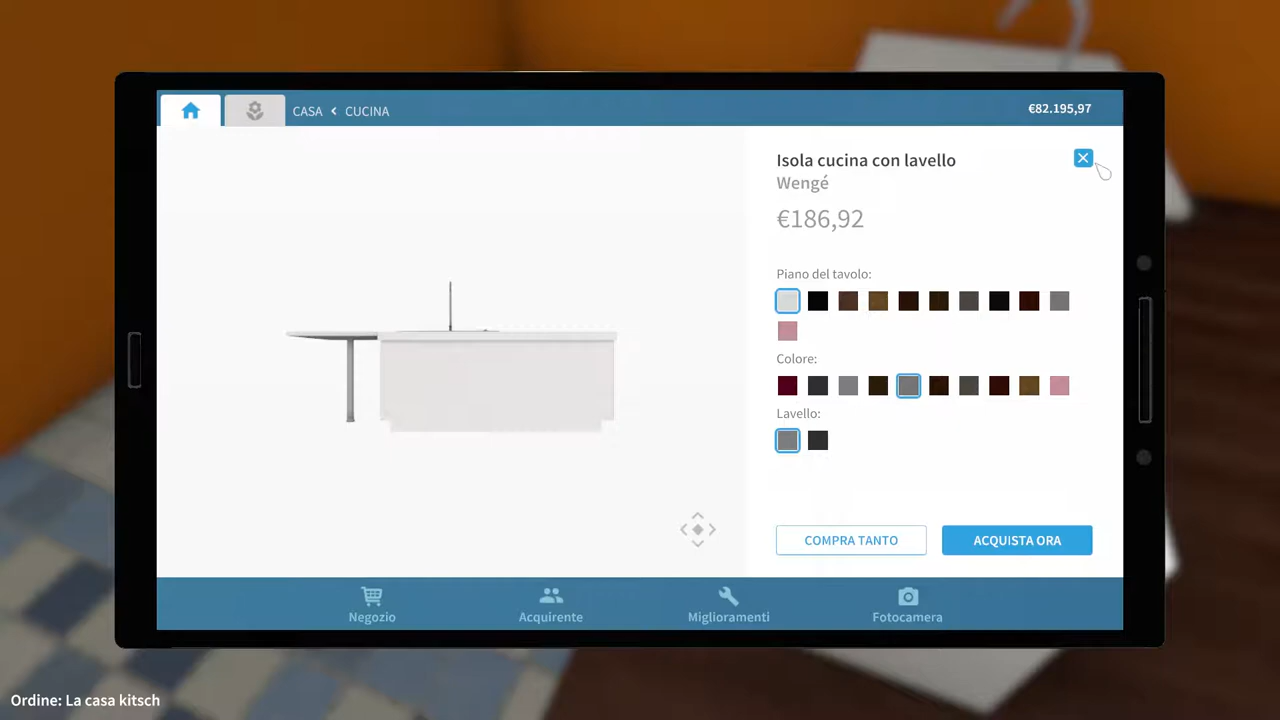 CASA < CUCINA
€82.195,97
Isola cucina con lavello
Wengé
€186,92
Piano del tavolo:
Colore:
Lavello:
COMPRA TANTO
ACQUISTA ORA
Negozio
Acquirente
Miglioramenti
Fotocamera
Ordine: La casa kitsch